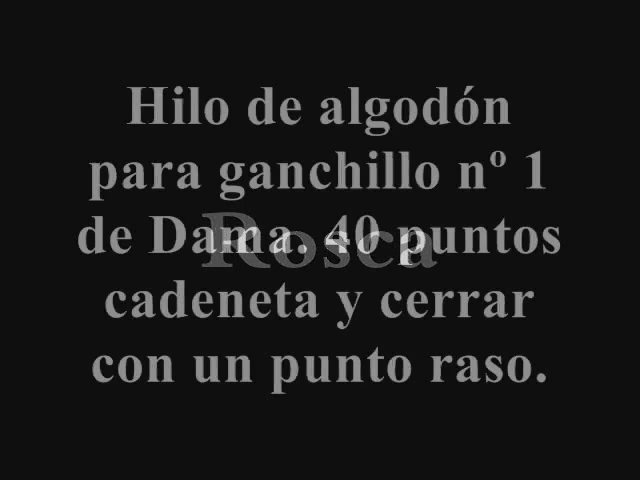 Hilo de algodón
para ganchillo nº 1
de Dama. 40 puntos
Rosca
cadeneta y cerrar
con un punto raso.